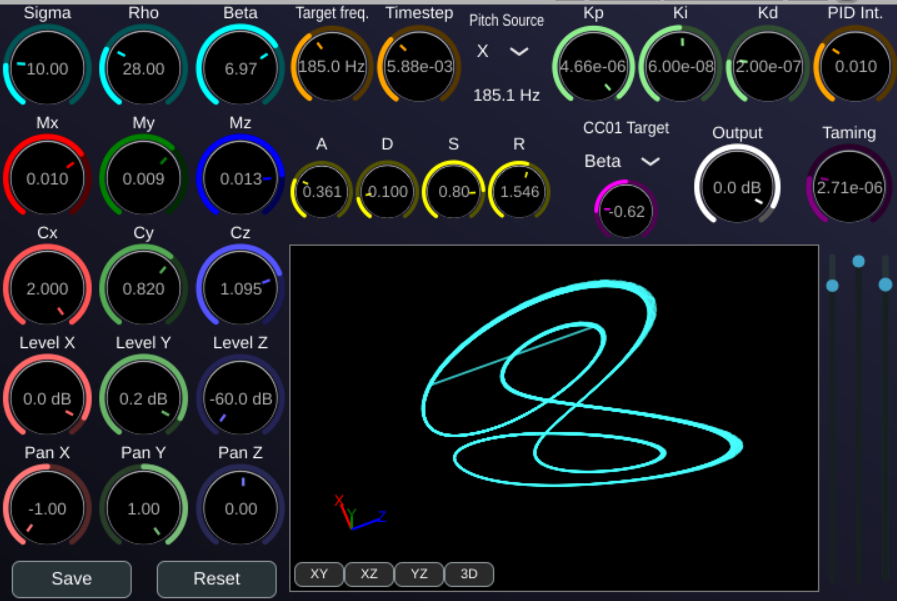 Sigma Rho Beta Target freq. Timestep Pitch Source Kp Ki Kd PID Int.
10.00 28.00 6.97 185.0 Hz 5.88e-03 X 4.66e-06 6.00e-08 2.00e-07 0.010
185.1 Hz
Mx My Mz A D S R CC01 Target Output Taming
Beta
0.010 0.009 0.013 0.361 0.100 0.80 1.546 -0.62 0.0 dB 2.71e-06
Cx Cy Cz
2.000 0.820 1.095
Level X Level Y Level Z
0.0 dB 0.2 dB -60.0 dB
Pan X Pan Y Pan Z
-1.00 1.00 0.00
X Y Z
Save Reset XY XZ YZ 3D